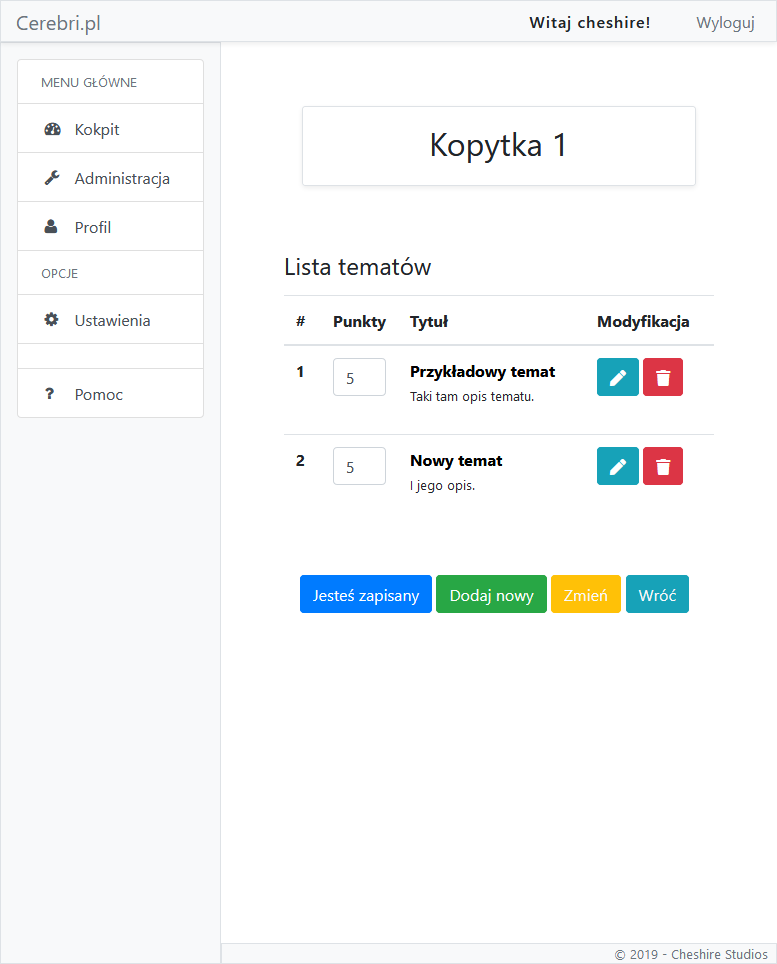 Cerebri.pl Witaj cheshire! Wyloguj
MENU GŁÓWNE
Kokpit
Administracja
Profil
OPCJE
Ustawienia
? Pomoc
Kopytka 1
Lista tematów
# Punkty Tytuł Modyfikacja
1 5 Przykładowy temat
Taki tam opis tematu.
2 5 Nowy temat
I jego opis.
Jesteś zapisany Dodaj nowy Zmień Wróć
© 2019 - Cheshire Studios